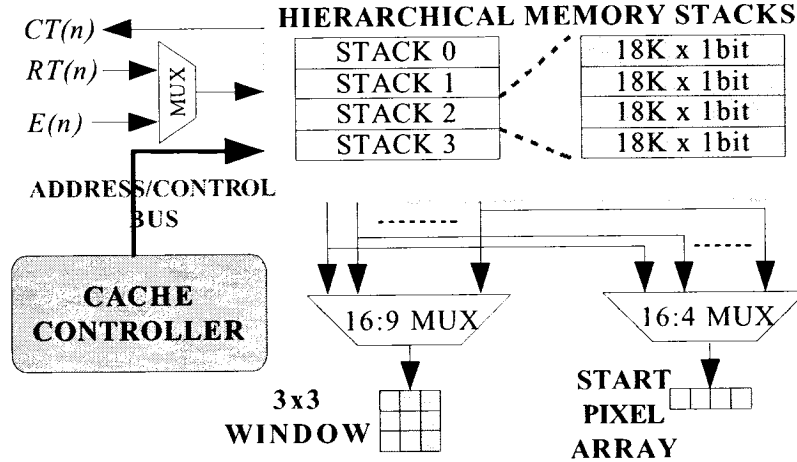 HIERARCHICAL MEMORY STACKS
CT(n)
RT(n)
E(n)
MUX
STACK 0
STACK 1
STACK 2
STACK 3
18K x 1bit
18K x 1bit
18K x 1bit
18K x 1bit
ADDRESS/CONTROL
BUS
CACHE
CONTROLLER
16:9 MUX
16:4 MUX
3x3
WINDOW
START
PIXEL
ARRAY